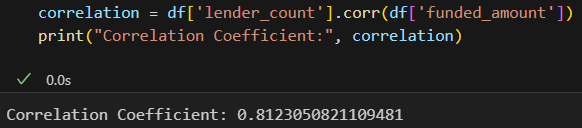 correlation = df['lender_count'].corr(df['funded_amount'])
print("Correlation Coefficient:", correlation)
✓ 0.0s
Correlation Coefficient: 0.8123050821109481